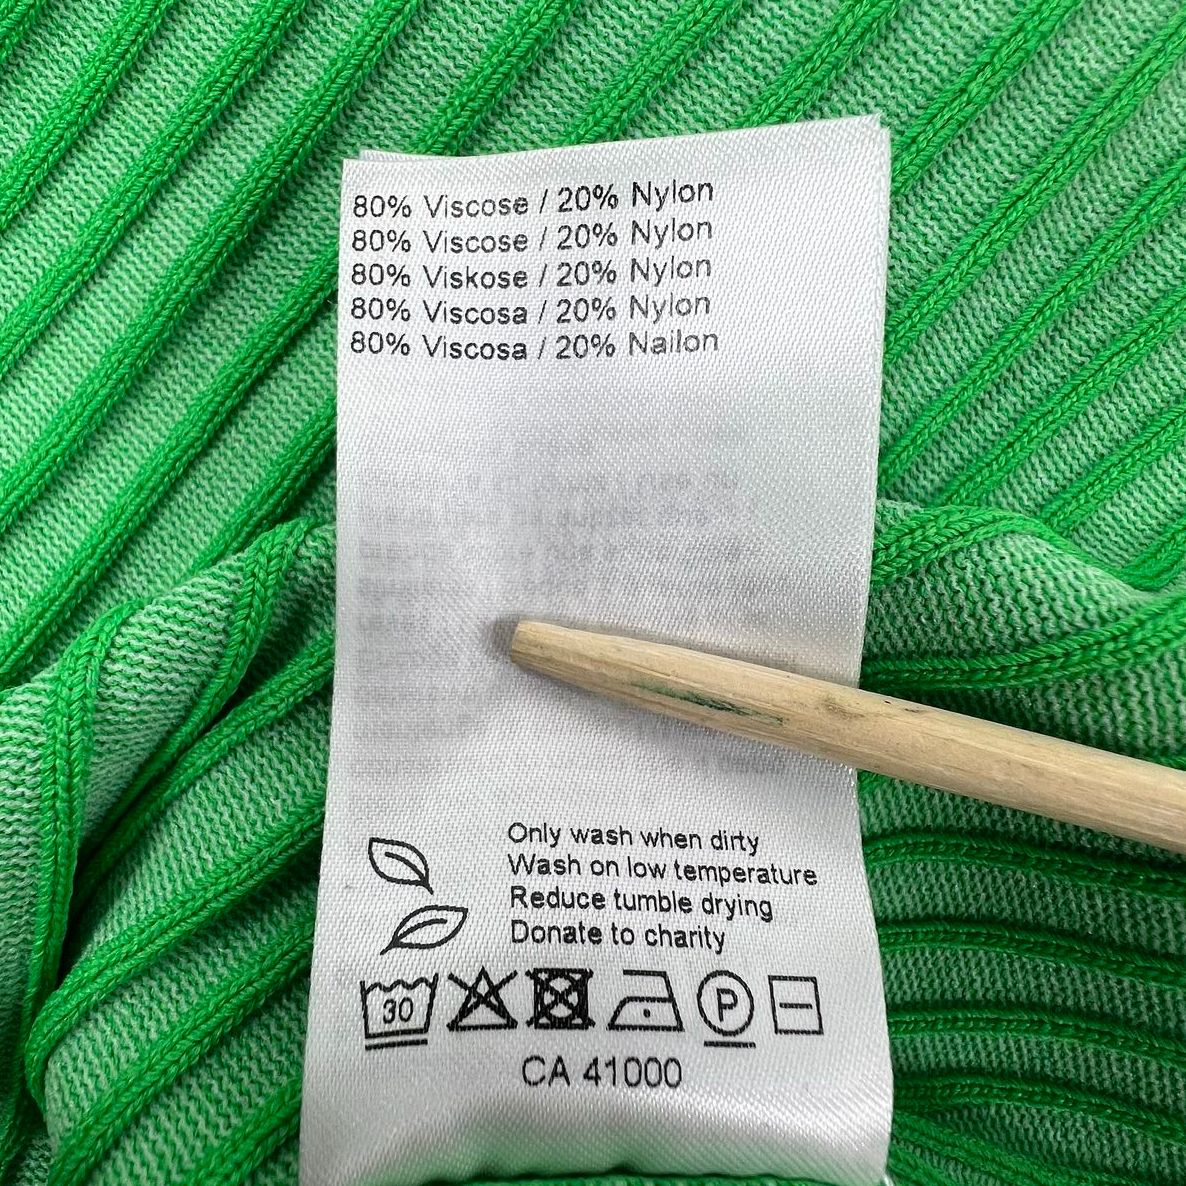 80% Viscose / 20% Nylon
80% Viscose / 20% Nylon
80% Viskose / 20% Nylon
80% Viscosa / 20% Nylon
80% Viscosa / 20% Nailon
Only wash when dirty
Wash on low temperature
Reduce tumble drying
Donate to charity
30 P
CA 41000